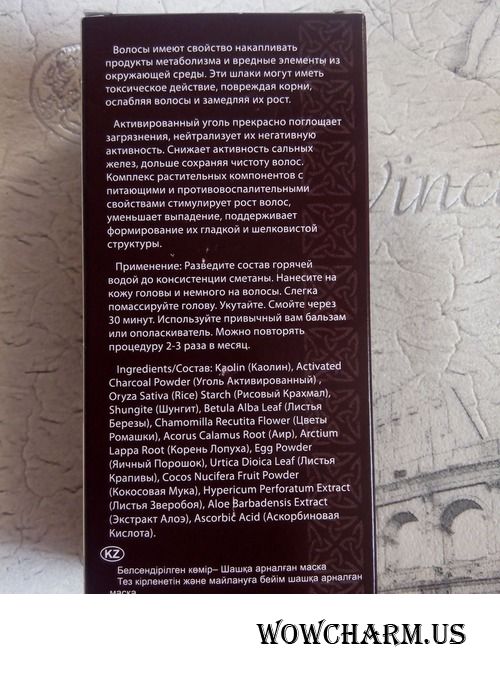 Волосы имеют свойство накапливать
продукты метаболизма и вредные элементы из
окружающей среды. Эти шлаки могут иметь
токсическое действие, повреждая корни,
ослабляя волосы и замедляя их рост.
Активированный уголь прекрасно поглощает
загрязнения, нейтрализует их негативную
активность. Снижает активность сальных
желез, дольше сохраняя чистоту волос.
Комплекс растительных компонентов с
питающими и противовоспалительными
свойствами стимулирует рост волос,
уменьшает выпадение, поддерживает
формирование их гладкой и шелковистой
структуры.
Применение: Разведите состав горячей
водой до консистенции сметаны. Нанесите на
кожу головы и немного на волосы. Слегка
помассируйте голову. Укутайте. Смойте через
30 минут. Используйте привычный вам бальзам
или ополаскиватель. Можно повторять
процедуру 2-3 раза в месяц.
Ingredients/Состав: Kaolin (Каолин), Activated
Charcoal Powder (Уголь Активированный) ,
Oryza Sativa (Rice) Starch (Рисовый Крахмал),
Shungite (Шунгит), Betula Alba Leaf (Листья
Березы), Chamomilla Recutita Flower (Цветы
Ромашки), Acorus Calamus Root (Аир), Arctium
Lappa Root (Корень Лопуха), Egg Powder
(Яичный Порошок), Urtica Dioica Leaf (Листья
Крапивы), Cocos Nucifera Fruit Powder
(Кокосовая Мука), Hypericum Perforatum Extract
(Листья Зверобоя), Aloe Barbadensis Extract
(Экстракт Алоэ), Ascorbic Acid (Аскорбиновая
Кислота).
KZ
Белсендірілген көмір– Шашқа арналған маска
Тез кірленетін және майлануға бейім шашқа арналған
маска
Vinc
WOWCHARM.US